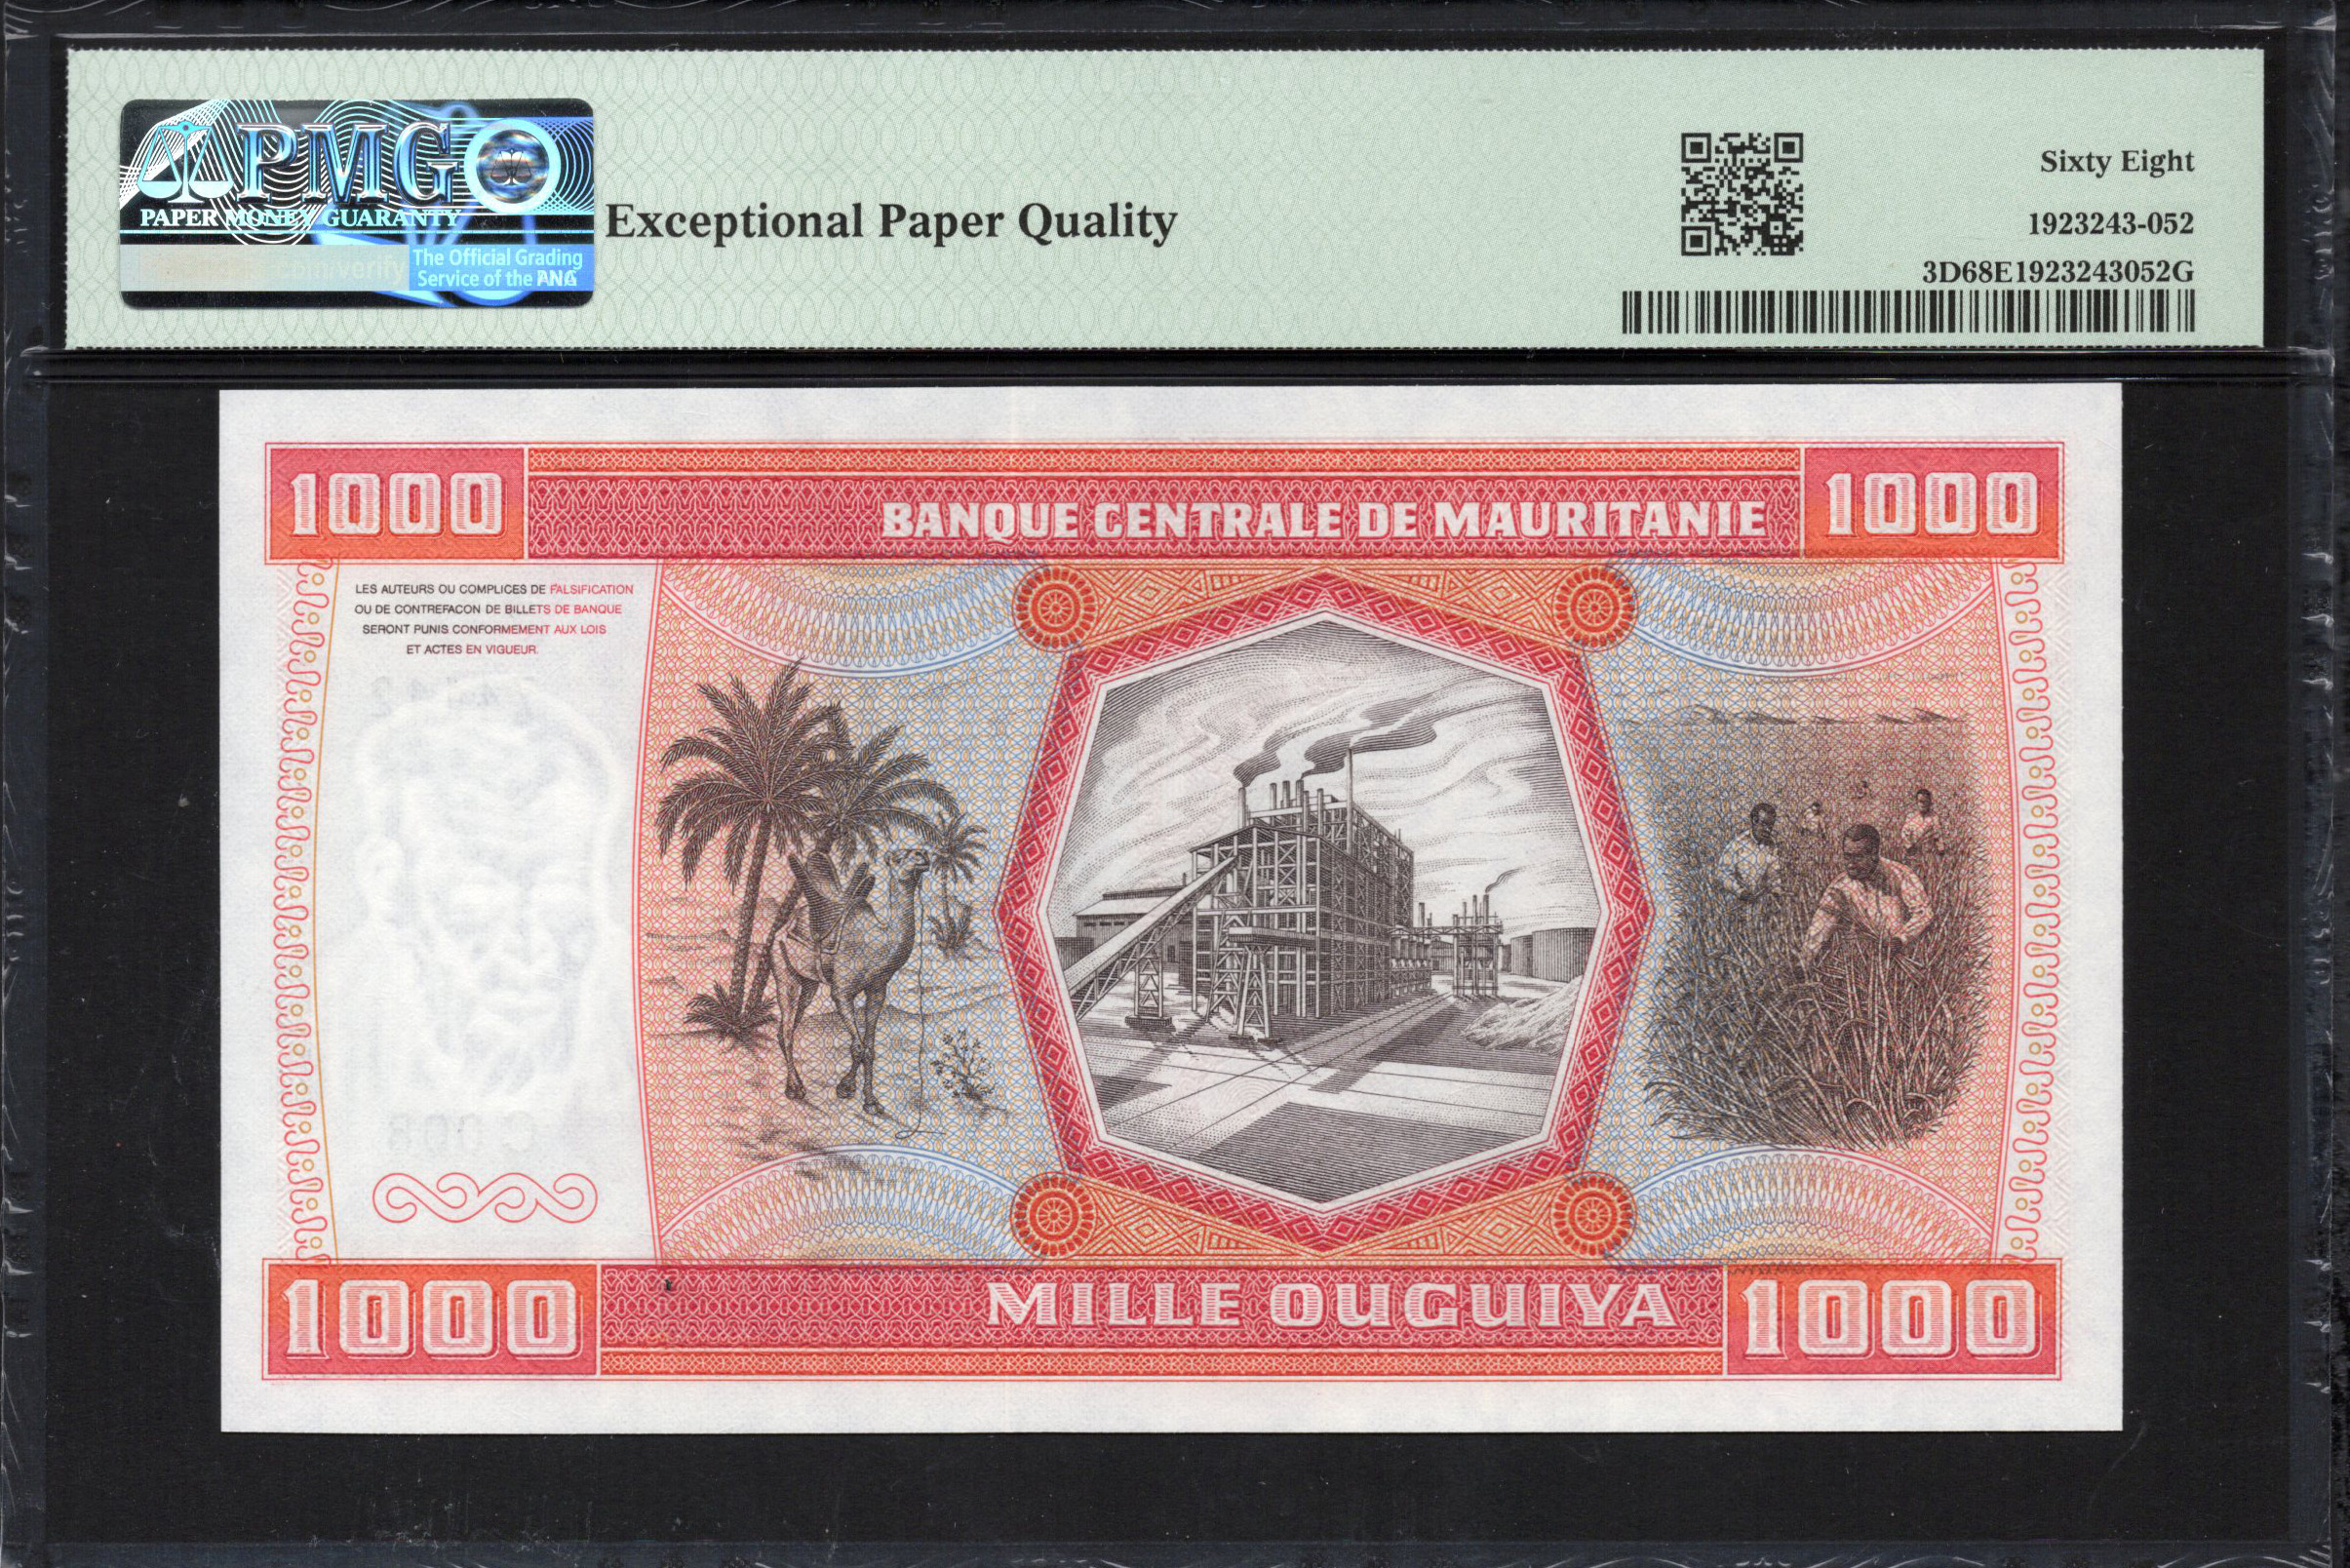 PMG
PAPER MONEY GUARANTY
The Official Grading
Service of the
Exceptional Paper Quality
Sixty Eight
1923243-052
3D68E1923243052G
1000
BANQUE CENTRALE DE MAURITANIE
1000
LES AUTEURS OU COMPLICES DE FALSIFICATION
OU DE CONTREFACON DE BILLETS DE BANQUE
SERONT PUNIS CONFORMEMENT AUX LOIS
ET ACTES EN VIGUEUR.
1000
MILLE OUGUIYA
1000